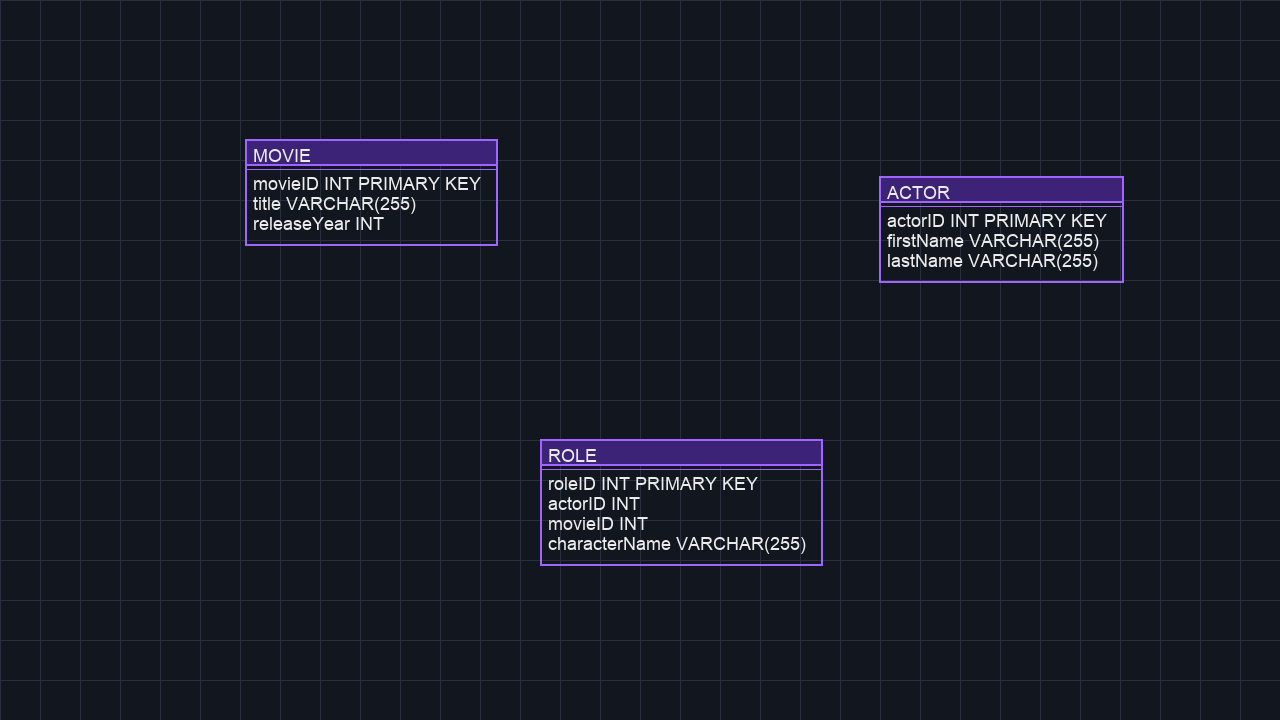 MOVIE
movieID INT PRIMARY KEY
title VARCHAR(255)
releaseYear INT
ACTOR
actorID INT PRIMARY KEY
firstName VARCHAR(255)
lastName VARCHAR(255)
ROLE
roleID INT PRIMARY KEY
actorID INT
movieID INT
characterName VARCHAR(255)